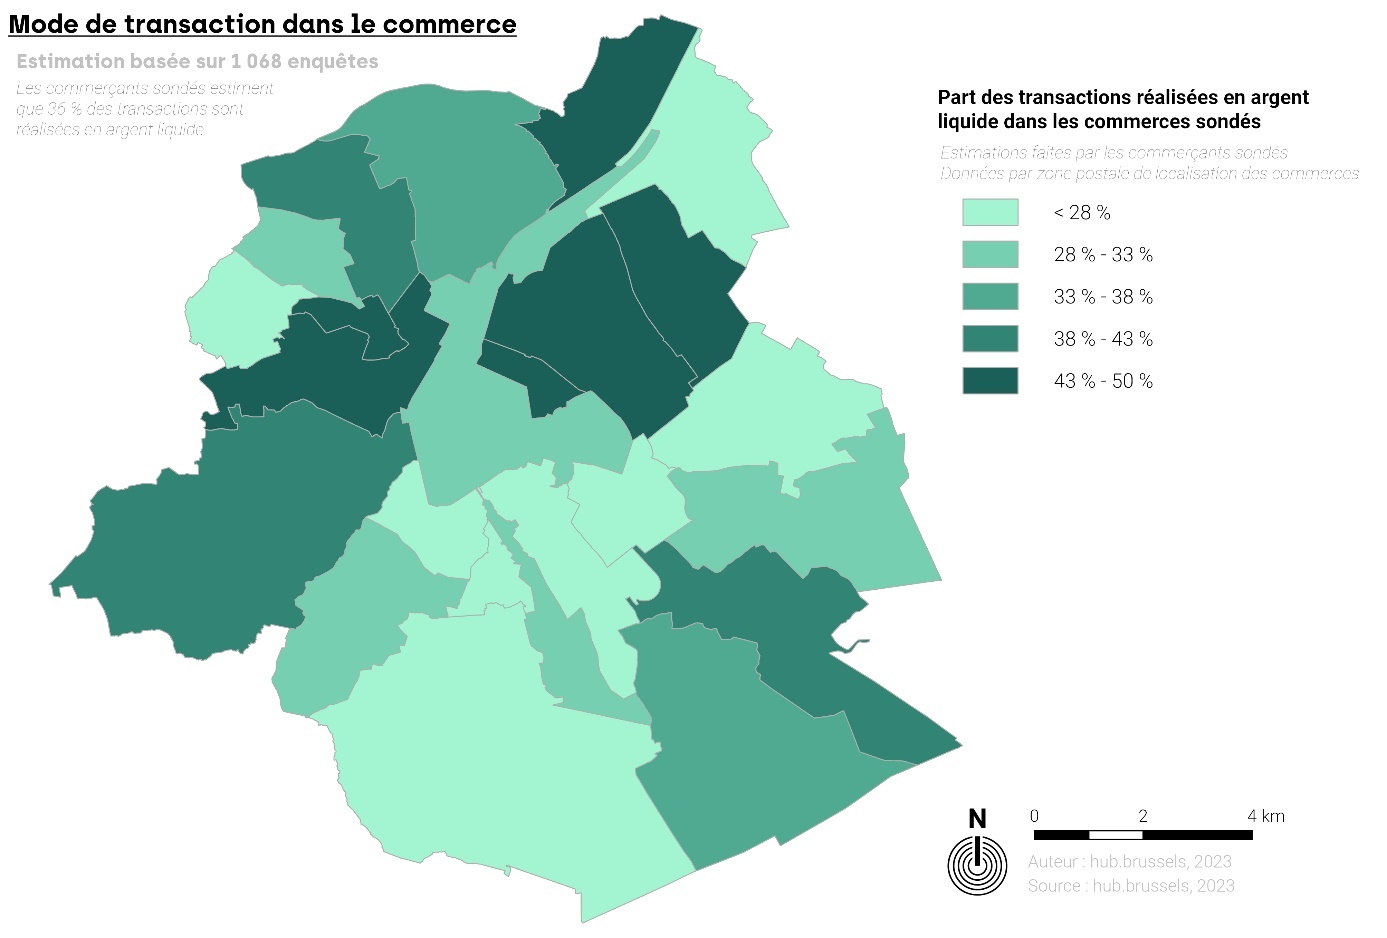 Mode de transaction dans le commerce
Estimation basée sur 1 068 enquêtes
Les commerçants sondés estiment
que 36 % des transactions sont
réalisées en argent liquide
Part des transactions réalisées en argent
liquide dans les commerces sondés
Estimations faites par les commerçants sondés
Données par zone postale de localisation des commerces
< 28 %
28 % - 33 %
33 % - 38 %
38 % - 43 %
43 % - 50 %
N
0 2 4 km
Auteur : hub.brussels, 2023
Source : hub.brussels, 2023